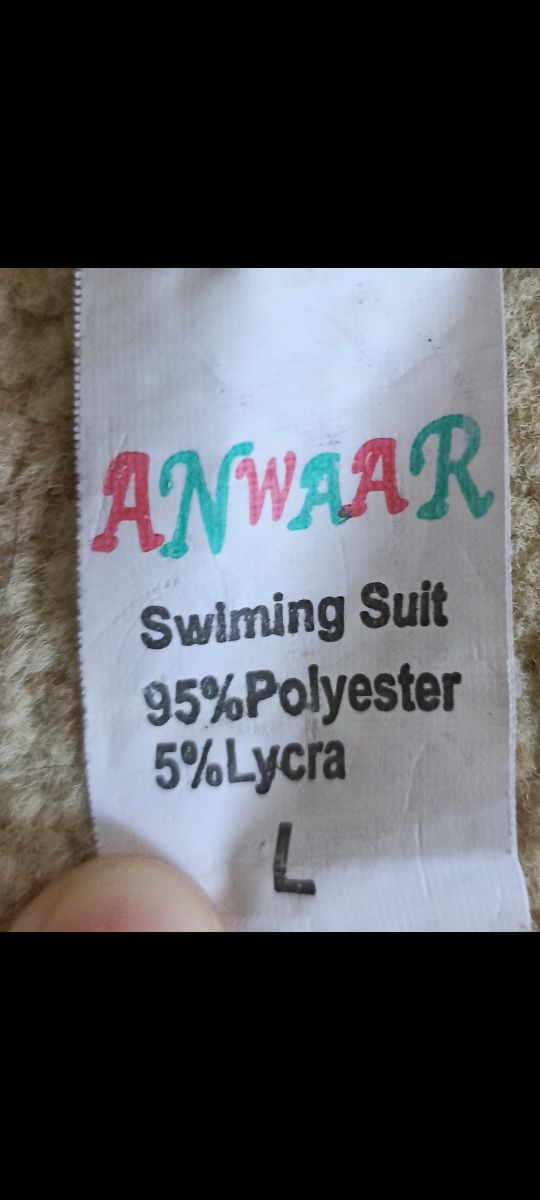 ANWAAR
Swiming Suit
95%Polyester
5%Lycra
L